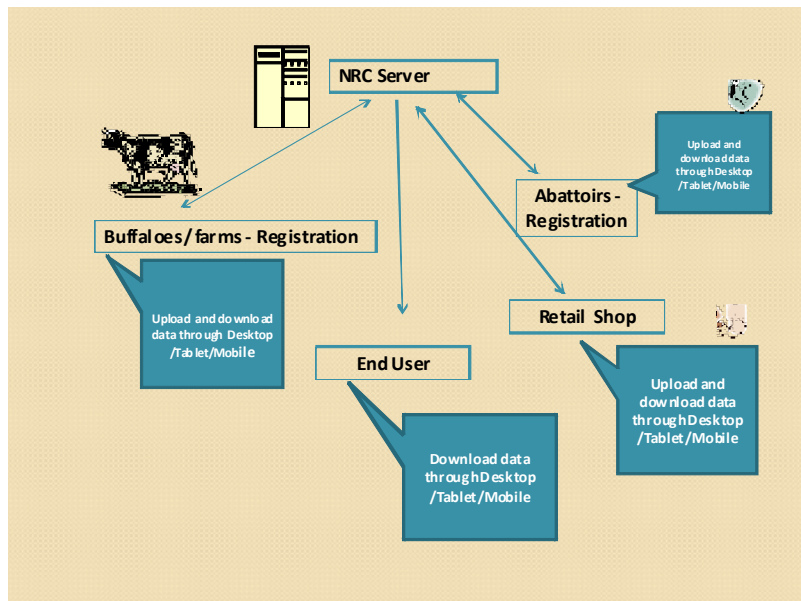 NRC Server
Upload and
download data
through Desktop
/Tablet/Mobile
Abattoirs -
Registration
Buffaloes/ farms - Registration
Upload and download
data through Desktop
/Tablet/Mobile
Retail Shop
End User
Upload and
download data
through Desktop
/Tablet/Mobile
Download data
through Desktop
/Tablet/Mobile